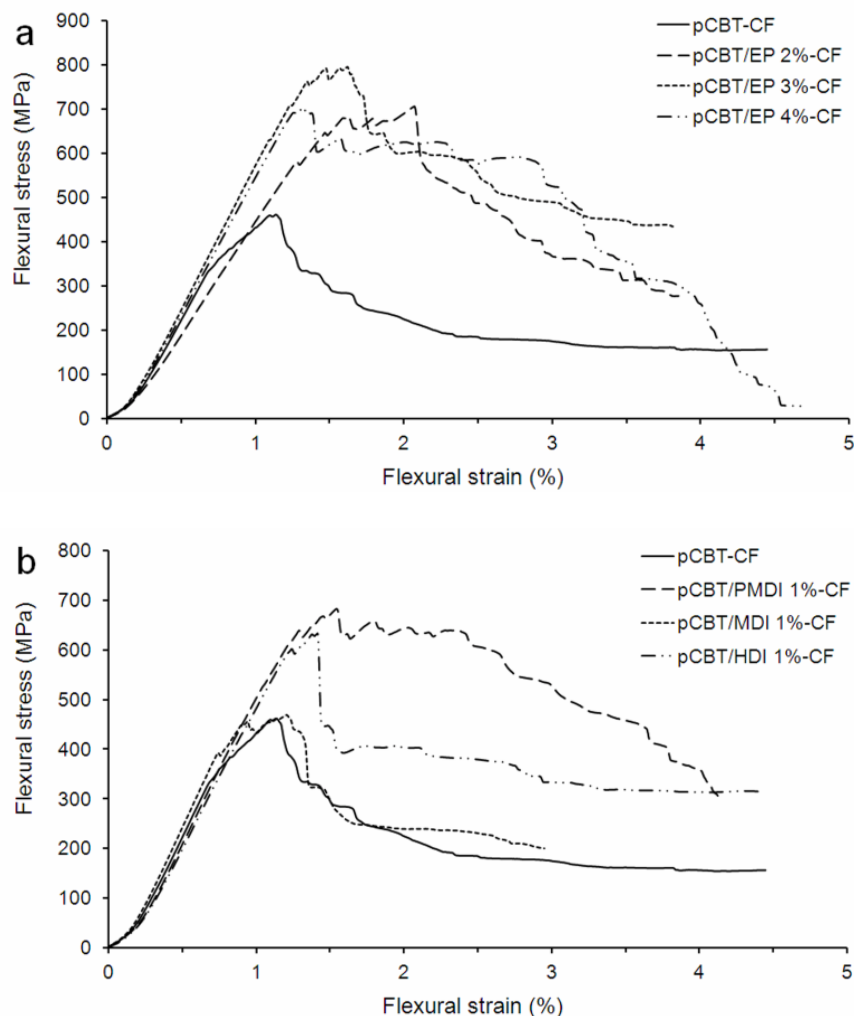 a
pCBT-CF
pCBT/EP 2%-CF
pCBT/EP 3%-CF
pCBT/EP 4%-CF
Flexural stress (MPa)
900
800
700
600
500
400
300
200
100
0
0 1 2 3 4 5
Flexural strain (%)
b
pCBT-CF
pCBT/PMDI 1%-CF
pCBT/MDI 1%-CF
pCBT/HDI 1%-CF
Flexural stress (MPa)
800
700
600
500
400
300
200
100
0
0 1 2 3 4 5
Flexural strain (%)